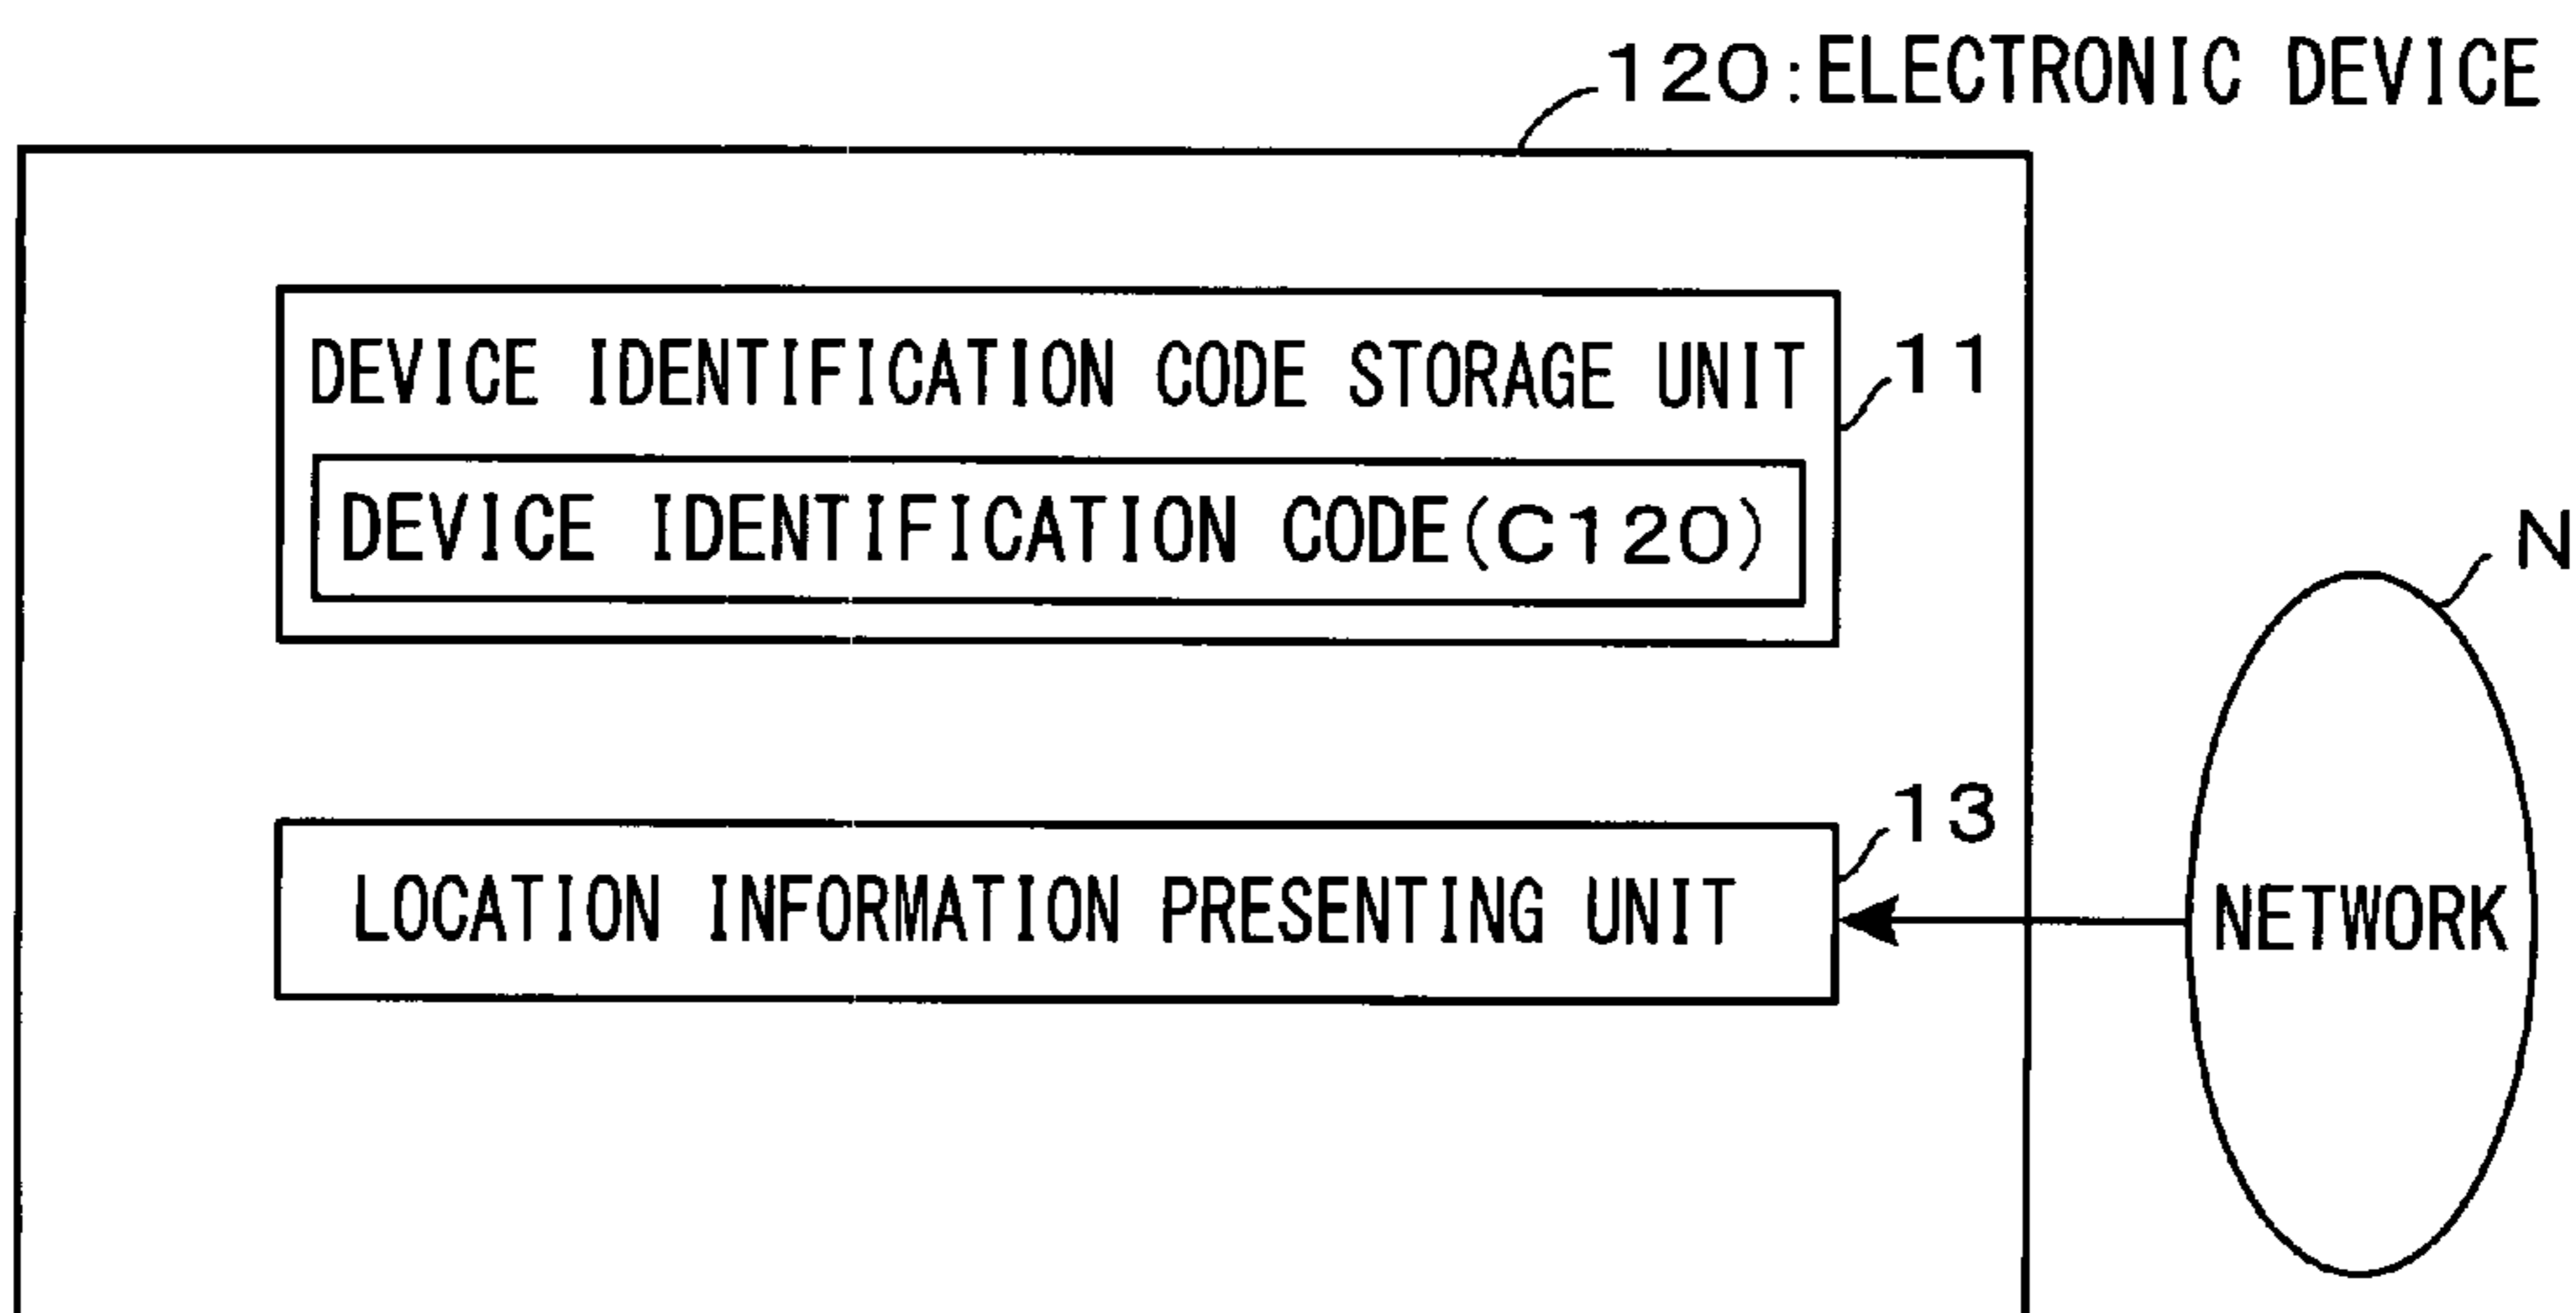 120:ELECTRONIC DEVICE
DEVICE IDENTIFICATION CODE STORAGE UNIT
11
DEVICE IDENTIFICATION CODE(C120)
N
13
LOCATION INFORMATION PRESENTING UNIT
NETWORK